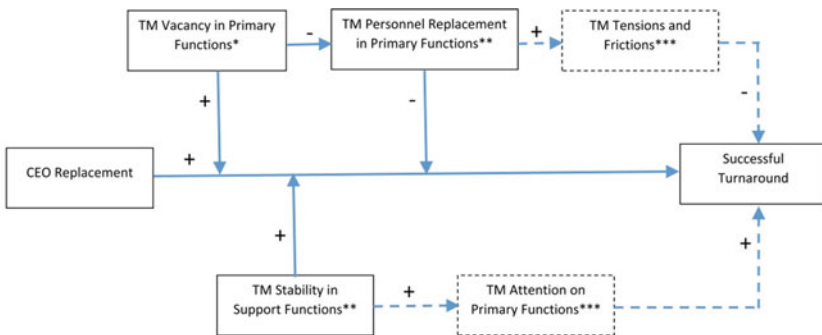 TM Vacancy in Primary
Functions*
-
TM Personnel Replacement
in Primary Functions**
+
TM Tensions and
Frictions***
+
-
-
CEO Replacement
+
Successful
Turnaround
+
+
TM Stability in
Support Functions**
+
TM Attention on
Primary Functions***